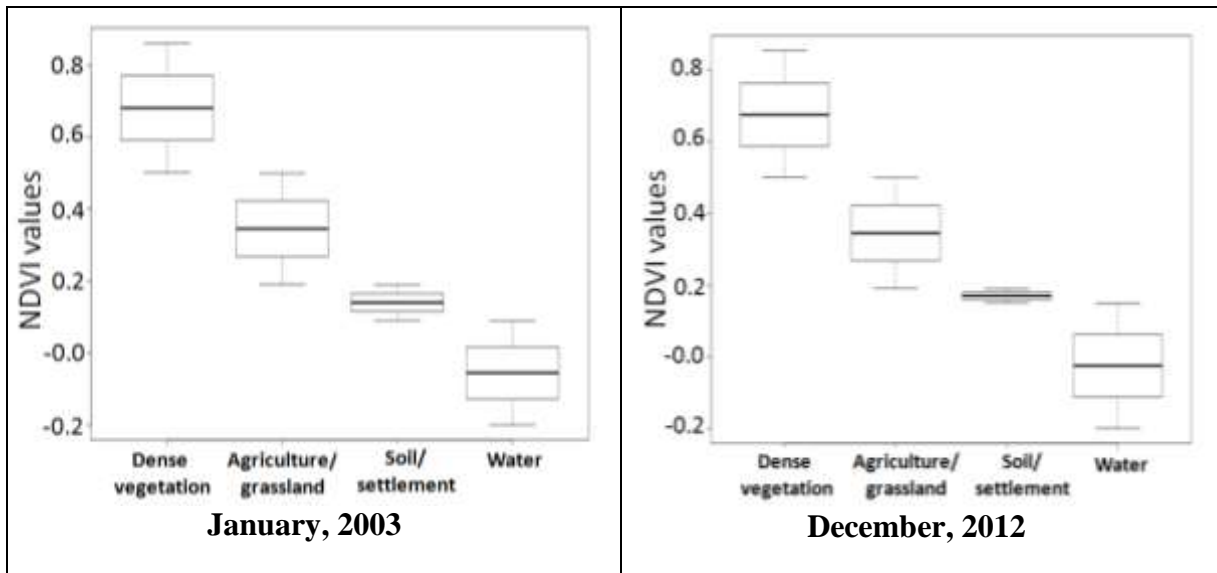 NDVI values
0.8
0.6
0.4
0.2
-0.0
-0.2
Dense
vegetation
Agriculture/
grassland
Soil/
settlement
Water
January, 2003
NDVI values
0.8
0.6
0.4
0.2
-0.0
-0.2
Dense
vegetation
Agriculture/
grassland
Soil/
settlement
Water
December, 2012